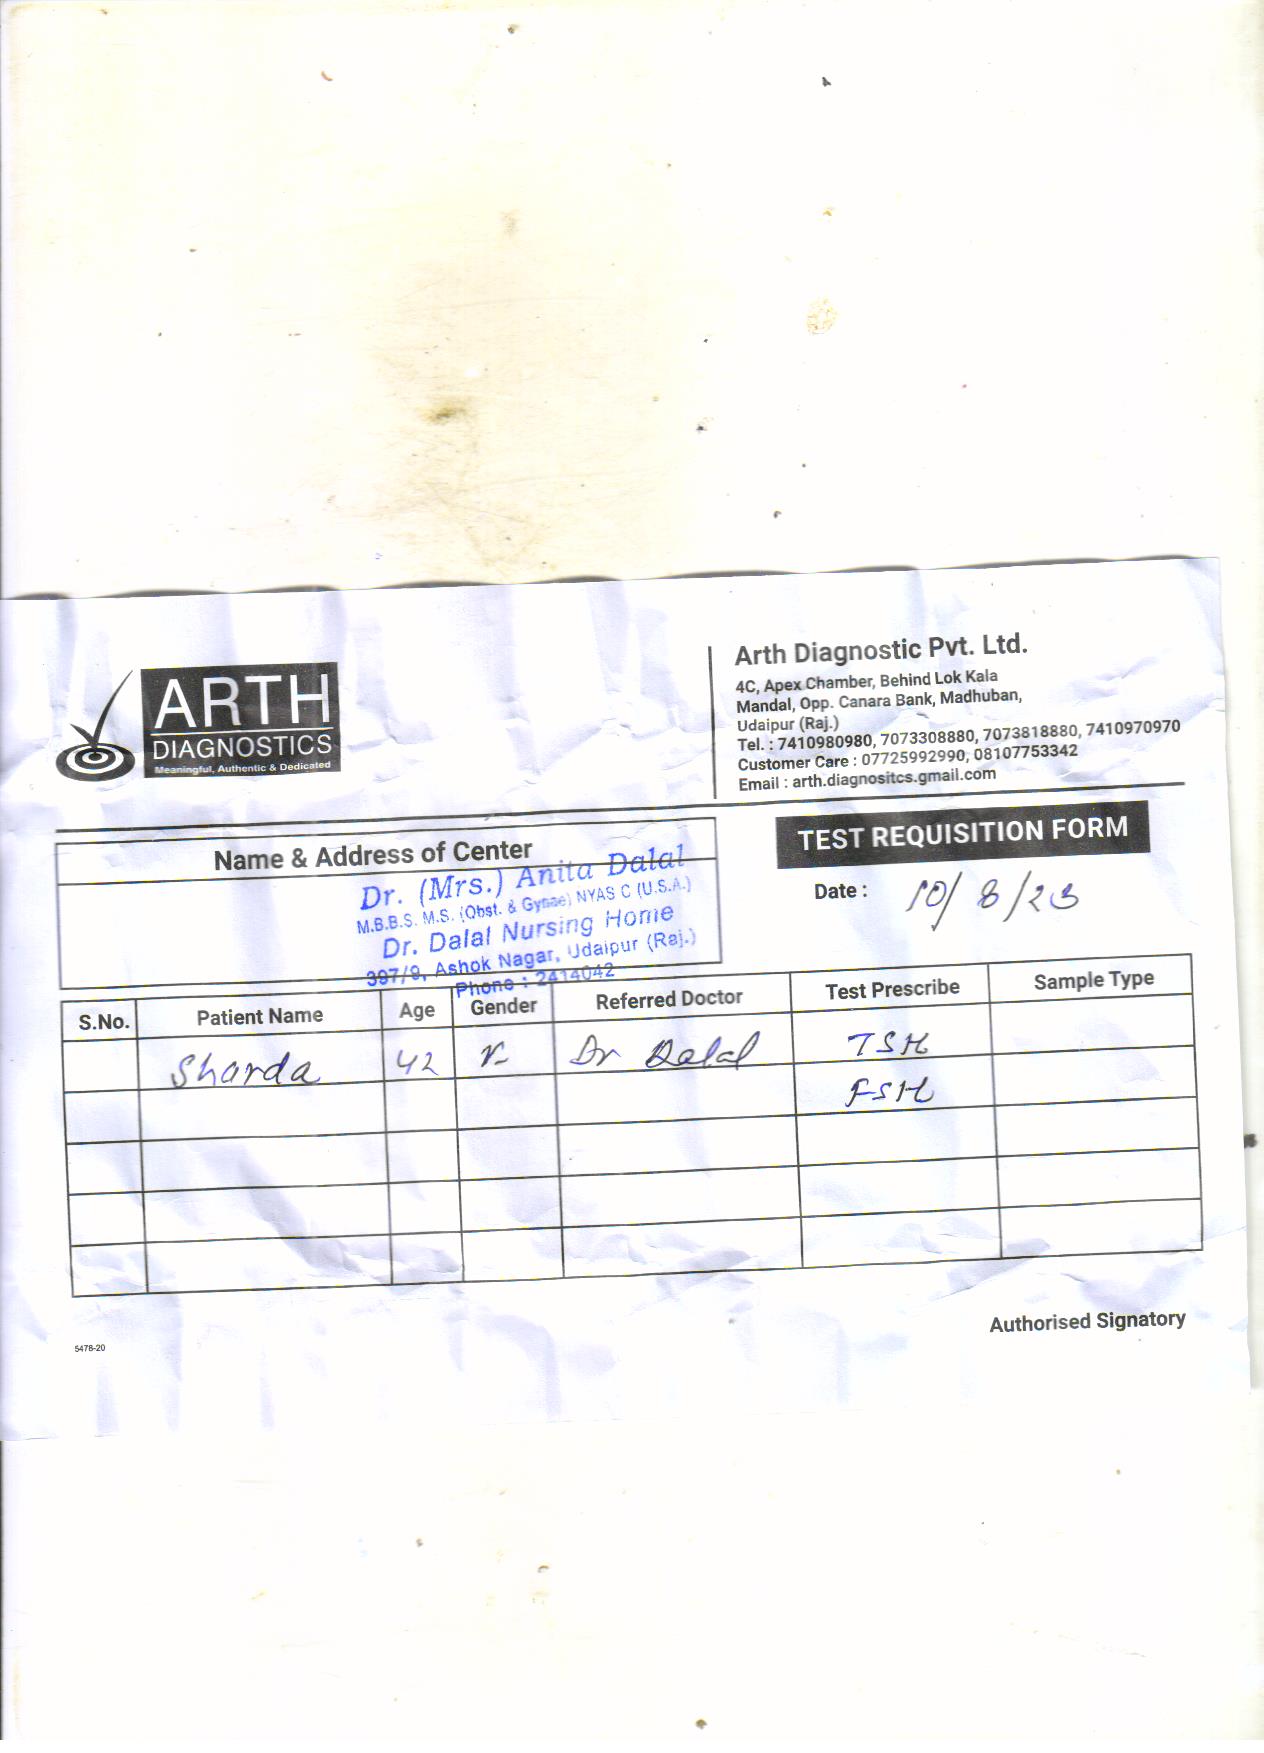 ARTH
DIAGNOSTICS
Meaningful, Authentic & Dedicated
Arth Diagnostic Pvt. Ltd.
4C, Apex Chamber, Behind Lok Kala
Mandal, Opp. Canara Bank, Madhuban,
Udaipur (Raj.)
Tel. : 7410980980, 7073308880, 7073818880, 7410970970
Customer Care : 07725992990, 08107753342
Email : arth.diagnositcs.gmail.com
Name & Address of Center
Dr. (Mrs.) Anita Dalal
M.B.B.S. M.S. (Obst. & Gynae) NYAS C (U.S.A.)
Dr. Dalal Nursing Home
397/9, Ashok Nagar, Udaipur (Raj.)
Phone : 2414042
TEST REQUISITION FORM
Date : 10/8/23
S.No. Patient Name Age Gender Referred Doctor Test Prescribe Sample Type
Sharda 42 Dr Dalal TSH
FSH
Authorised Signatory
5478-20